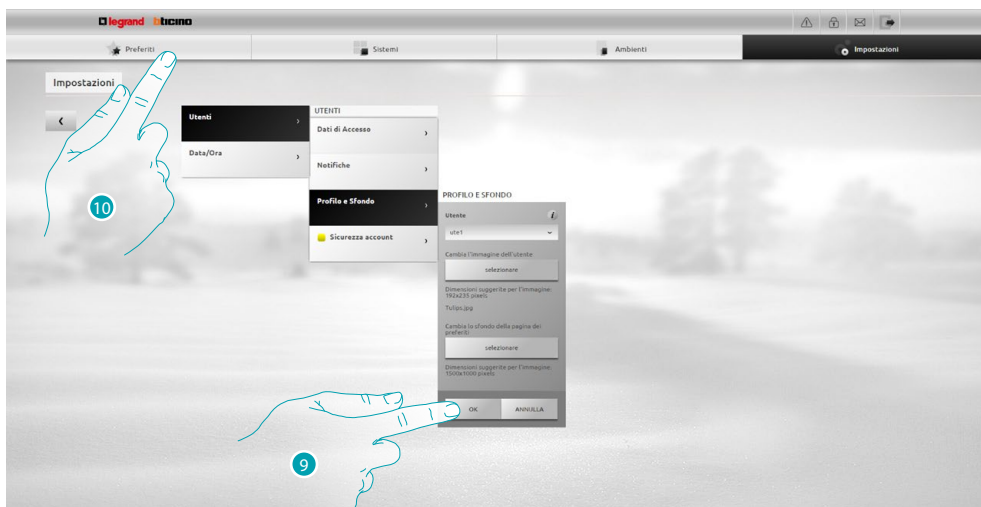 legrand bticino
Preferiti
Sistemi
Ambienti
Impostazioni
Impostazioni
Utenti
Data/Ora
UTENTI
Dati di Accesso
Notifiche
Profilo e Sfondo
Sicurezza account
PROFILO E SFONDO
Utente
i
ute1
Cambia l'immagine dell'utente
selezionare
Dimensioni suggerite per l'immagine:
192x235 pixels
Tulips.jpg
Cambia lo sfondo della pagina dei
preferiti
selezionare
Dimensioni suggerite per l'immagine:
1500x1000 pixels
OK
ANNULLA
10
9